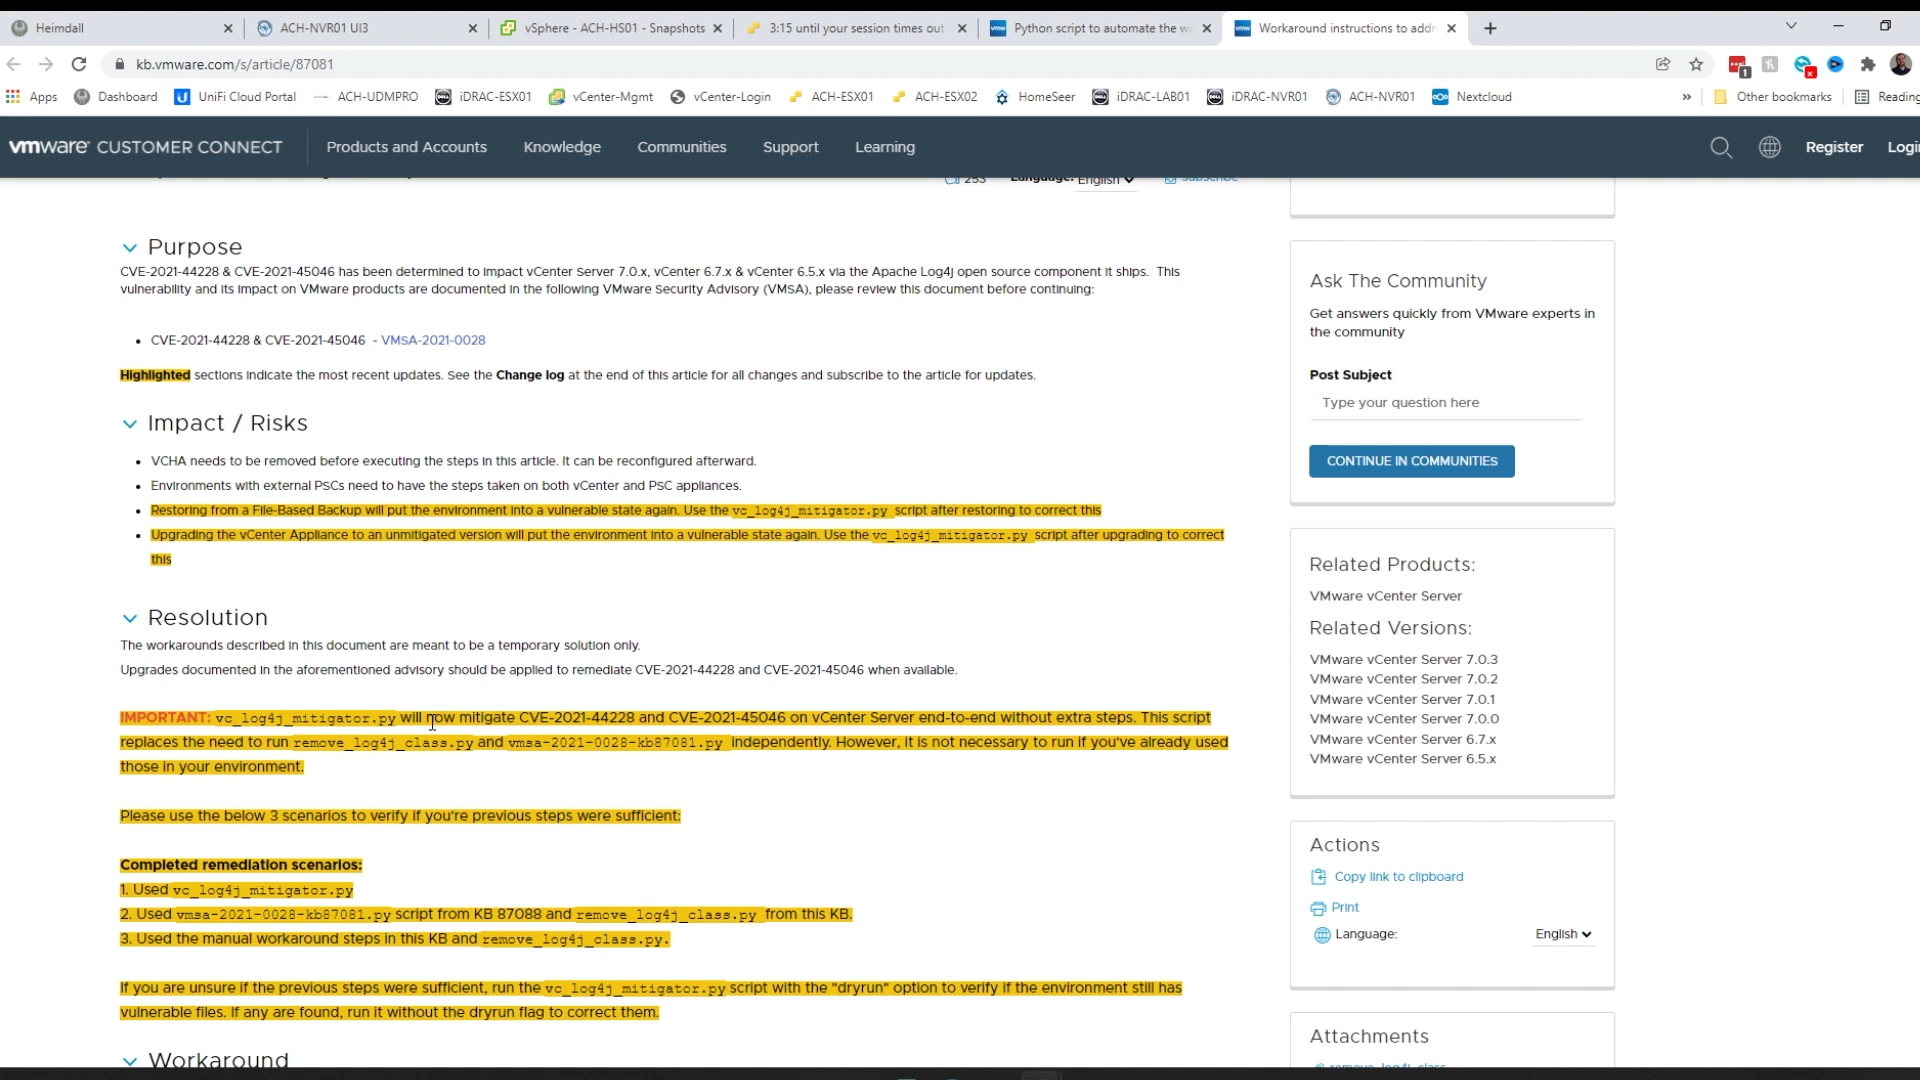 Heimdall
ACH-NVR01 UI3
vSphere - ACH-HS01 - Snapshots
3:15 until your session times out
Python script to automate the wo
Workaround instructions to addr
kb.vmware.com/s/article/87081
Apps
Dashboard
UniFi Cloud Portal
ACH-UDMPRO
iDRAC-ESX01
vCenter-Mgmt
vCenter-Login
ACH-ESX01
ACH-ESX02
HomeSeer
iDRAC-LAB01
iDRAC-NVR01
ACH-NVR01
Nextcloud
»
Other bookmarks
Reading
vmware CUSTOMER CONNECT
Products and Accounts
Knowledge
Communities
Support
Learning
Register
Login
253
Language:
English
Subscribe
Purpose
CVE-2021-44228 & CVE-2021-45046 has been determined to impact vCenter Server 7.0.x, vCenter 6.7.x & vCenter 6.5.x via the Apache Log4j open source component it ships. This
vulnerability and its impact on VMware products are documented in the following VMware Security Advisory (VMSA), please review this document before continuing:
• CVE-2021-44228 & CVE-2021-45046 - VMSA-2021-0028
Highlighted sections indicate the most recent updates. See the Change log at the end of this article for all changes and subscribe to the article for updates.
Impact / Risks
• VCHA needs to be removed before executing the steps in this article. It can be reconfigured afterward.
• Environments with external PSCs need to have the steps taken on both vCenter and PSC appliances.
• Restoring from a File-Based Backup will put the environment into a vulnerable state again. Use the vc_log4j_mitigator.py script after restoring to correct this
• Upgrading the vCenter Appliance to an unmitigated version will put the environment into a vulnerable state again. Use the vc_log4j_mitigator.py script after upgrading to correct
this
Resolution
The workarounds described in this document are meant to be a temporary solution only.
Upgrades documented in the aforementioned advisory should be applied to remediate CVE-2021-44228 and CVE-2021-45046 when available.
IMPORTANT: vc_log4j_mitigator.py will now mitigate CVE-2021-44228 and CVE-2021-45046 on vCenter Server end-to-end without extra steps. This script
replaces the need to run remove_log4j_class.py and vmsa-2021-0028-kb87081.py independently. However, it is not necessary to run if you've already used
those in your environment.
Please use the below 3 scenarios to verify if you're previous steps were sufficient:
Completed remediation scenarios:
1. Used vc_log4j_mitigator.py
2. Used vmsa-2021-0028-kb87081.py script from KB 87088 and remove_log4j_class.py from this KB.
3. Used the manual workaround steps in this KB and remove_log4j_class.py.
If you are unsure if the previous steps were sufficient, run the vc_log4j_mitigator.py script with the "dryrun" option to verify if the environment still has
vulnerable files. If any are found, run it without the dryrun flag to correct them.
Workaround
Ask The Community
Get answers quickly from VMware experts in
the community
Post Subject
Type your question here
CONTINUE IN COMMUNITIES
Related Products:
VMware vCenter Server
Related Versions:
VMware vCenter Server 7.0.3
VMware vCenter Server 7.0.2
VMware vCenter Server 7.0.1
VMware vCenter Server 7.0.0
VMware vCenter Server 6.7.x
VMware vCenter Server 6.5.x
Actions
Copy link to clipboard
Print
Language:
English
Attachments
remove_log4j_class